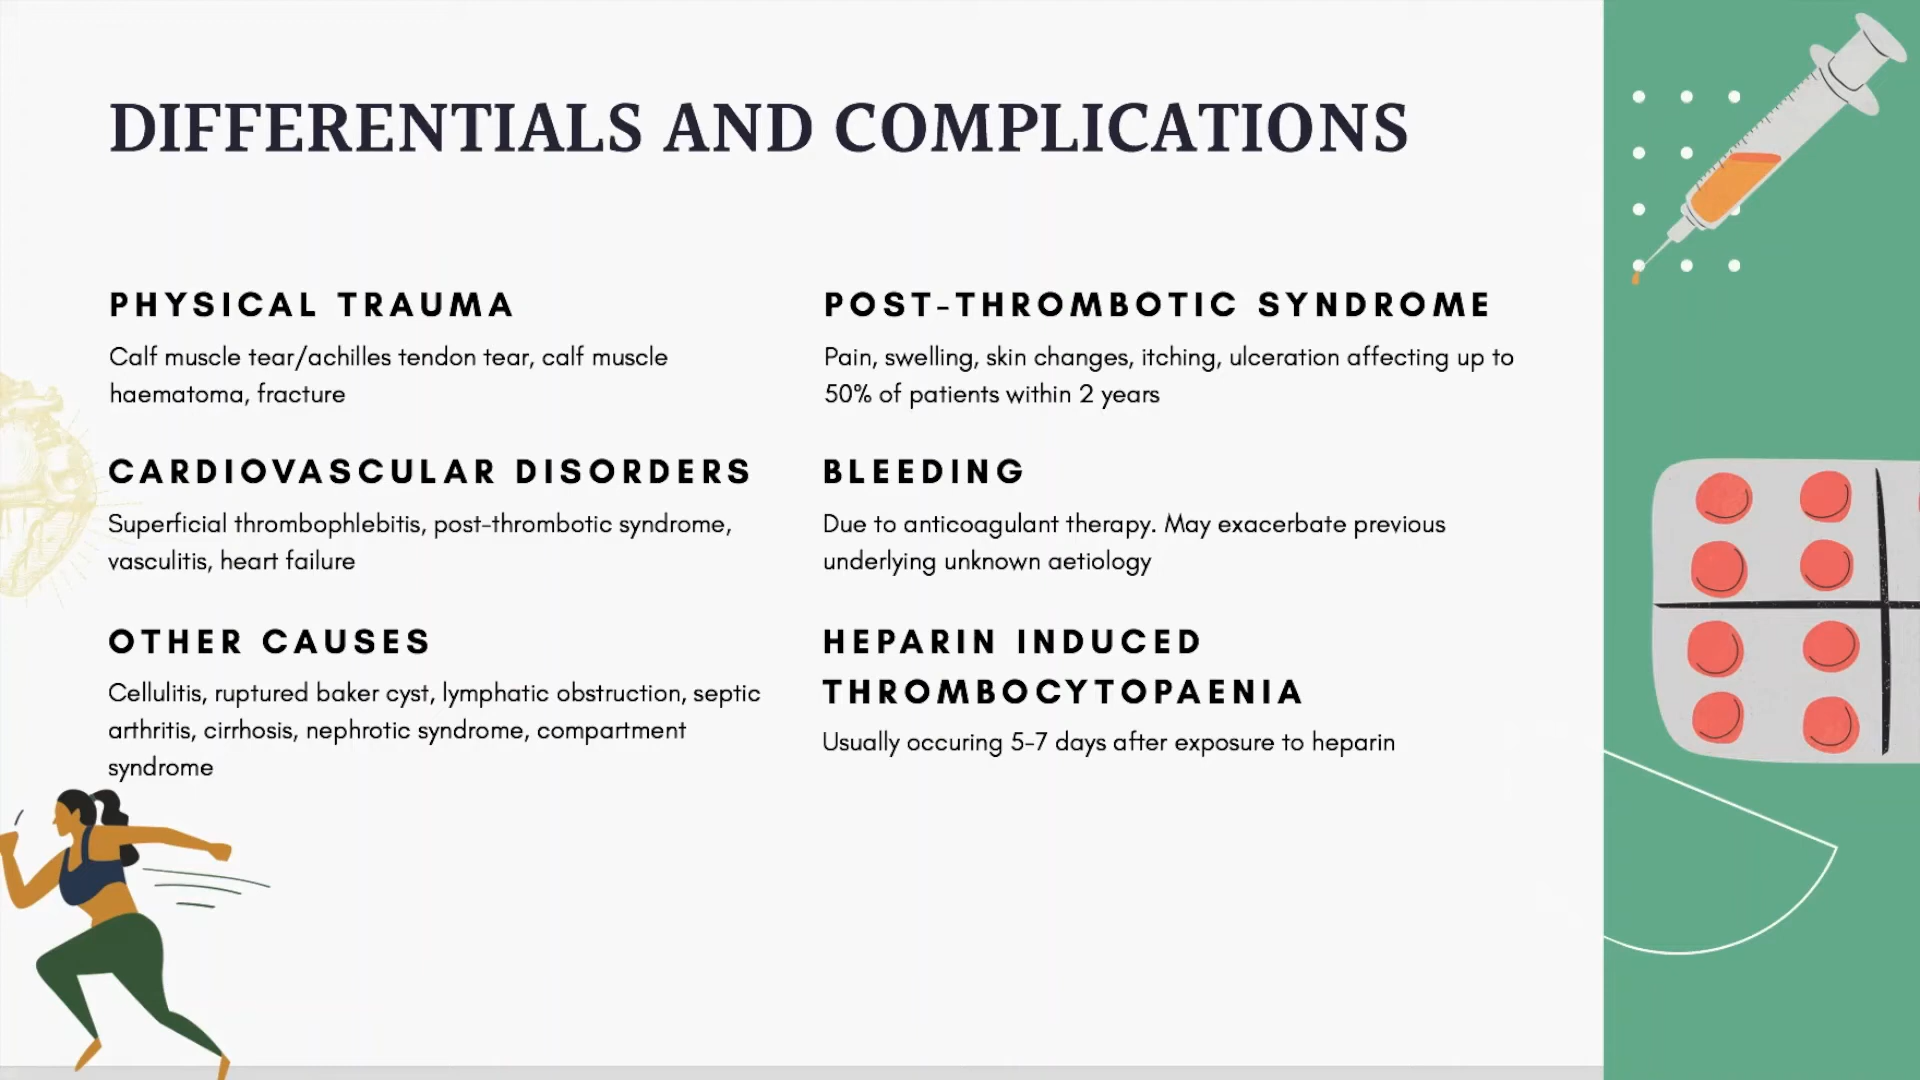 DIFFERENTIALS AND COMPLICATIONS
PHYSICAL TRAUMA
Calf muscle tear/achilles tendon tear, calf muscle
haematoma, fracture
CARDIOVASCULAR DISORDERS
Superficial thrombophlebitis, post-thrombotic syndrome,
vasculitis, heart failure
OTHER CAUSES
Cellulitis, ruptured baker cyst, lymphatic obstruction, septic
arthritis, cirrhosis, nephrotic syndrome, compartment
syndrome
POST-THROMBOTIC SYNDROME
Pain, swelling, skin changes, itching, ulceration affecting up to
50% of patients within 2 years
BLEEDING
Due to anticoagulant therapy. May exacerbate previous
underlying unknown aetiology
HEPARIN INDUCED
THROMBOCYTOPAENIA
Usually occuring 5-7 days after exposure to heparin